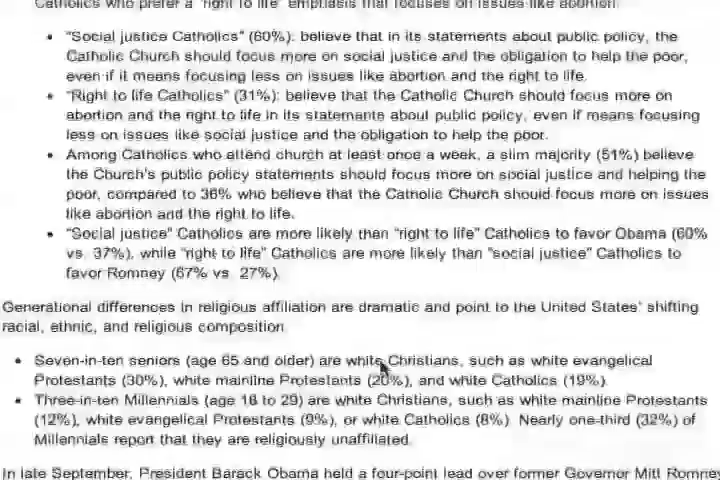 Catholics who prefer a "right to life" emphasis that focuses on issues like abortion.
"Social justice Catholics" (60%): believe that in its statements about public policy, the
Catholic Church should focus more on social justice and the obligation to help the poor,
even if it means focusing less on issues like abortion and the right to life.
"Right to life Catholics" (31%): believe that the Catholic Church should focus more on
abortion and the right to life in its statements about public policy, even if means focusing
less on issues like social justice and the obligation to help the poor.
Among Catholics who attend church at least once a week, a slim majority (51%) believe
the Church's public policy statements should focus more on social justice and helping the
poor, compared to 36% who believe that the Catholic Church should focus more on issues
like abortion and the right to life.
"Social justice" Catholics are more likely than "right to life" Catholics to favor Obama (60%
vs. 37%), while "right to life" Catholics are more likely than "social justice" Catholics to
favor Romney (67% vs. 27%).
Generational differences in religious affiliation are dramatic and point to the United States' shifting
racial, ethnic, and religious composition.
Seven-in-ten seniors (age 65 and older) are white Christians, such as white evangelical
Protestants (30%), white mainline Protestants (20%), and white Catholics (19%).
Three-in-ten Millennials (age 18 to 29) are white Christians, such as white mainline Protestants
(12%), white evangelical Protestants (9%), or white Catholics (8%). Nearly one-third (32%) of
Millennials report that they are religiously unaffiliated.
In late September, President Barack Obama held a four-point lead over former Governor Mitt Romney